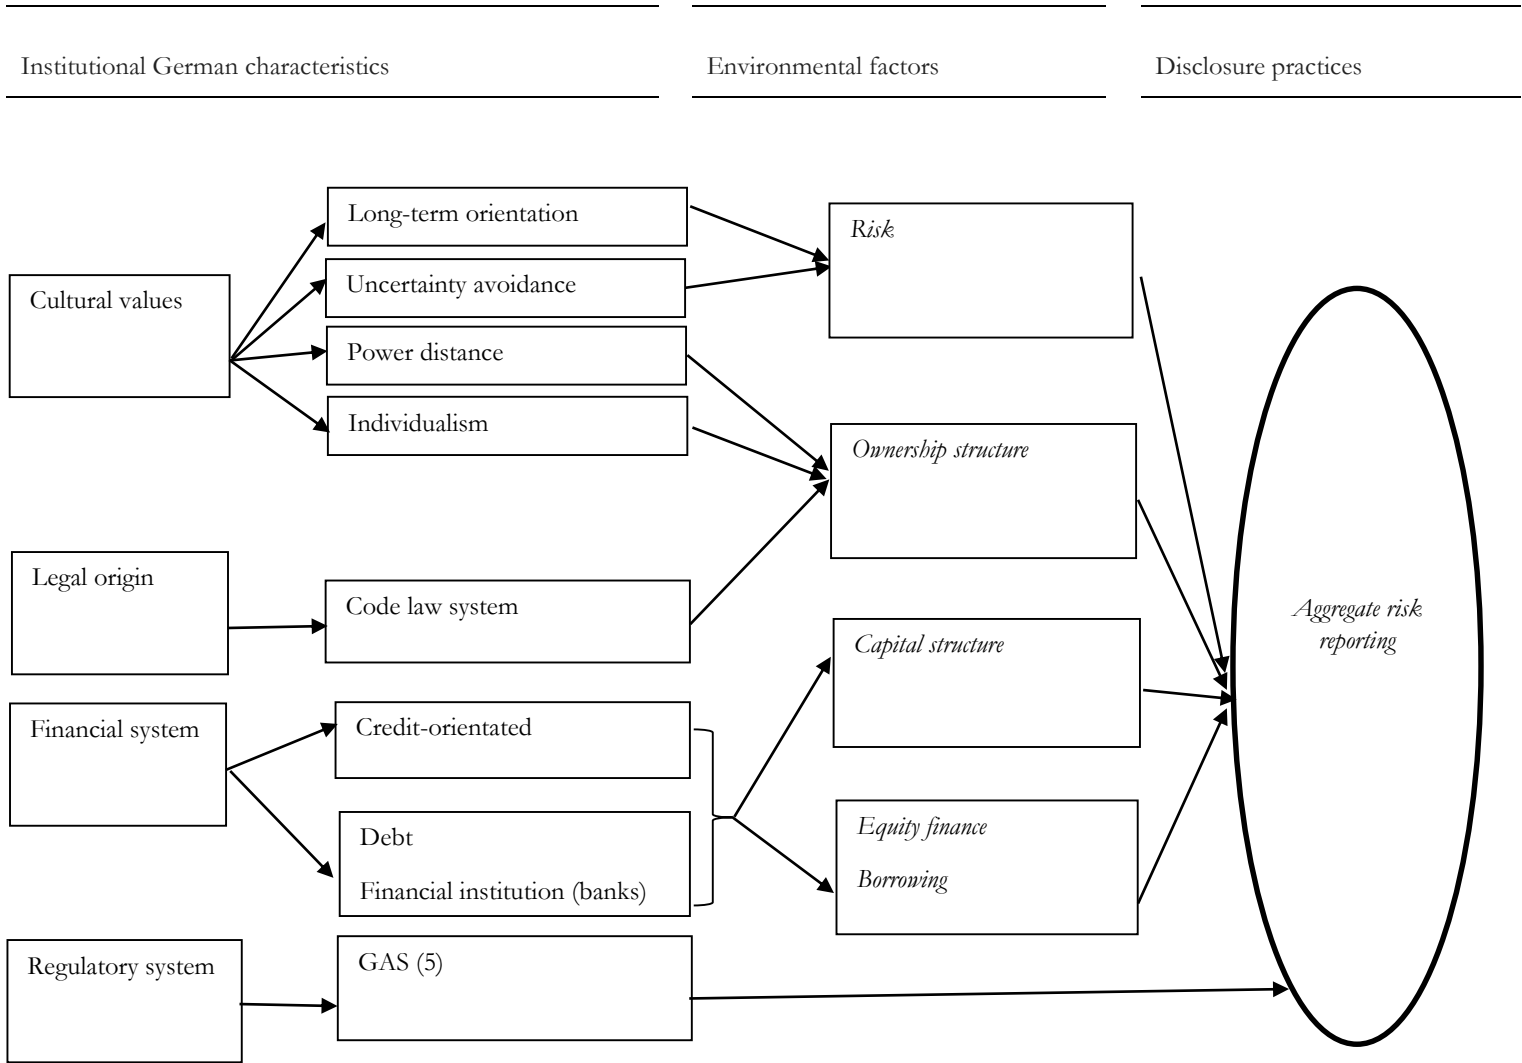 Institutional German characteristics
Environmental factors
Disclosure practices
Long-term orientation
Risk
Uncertainty avoidance
Cultural values
Power distance
Individualism
Ownership structure
Legal origin
Code law system
Aggregate risk
reporting
Capital structure
Financial system
Credit-orientated
Debt
Financial institution (banks)
Equity finance
Borrowing
Regulatory system
GAS (5)